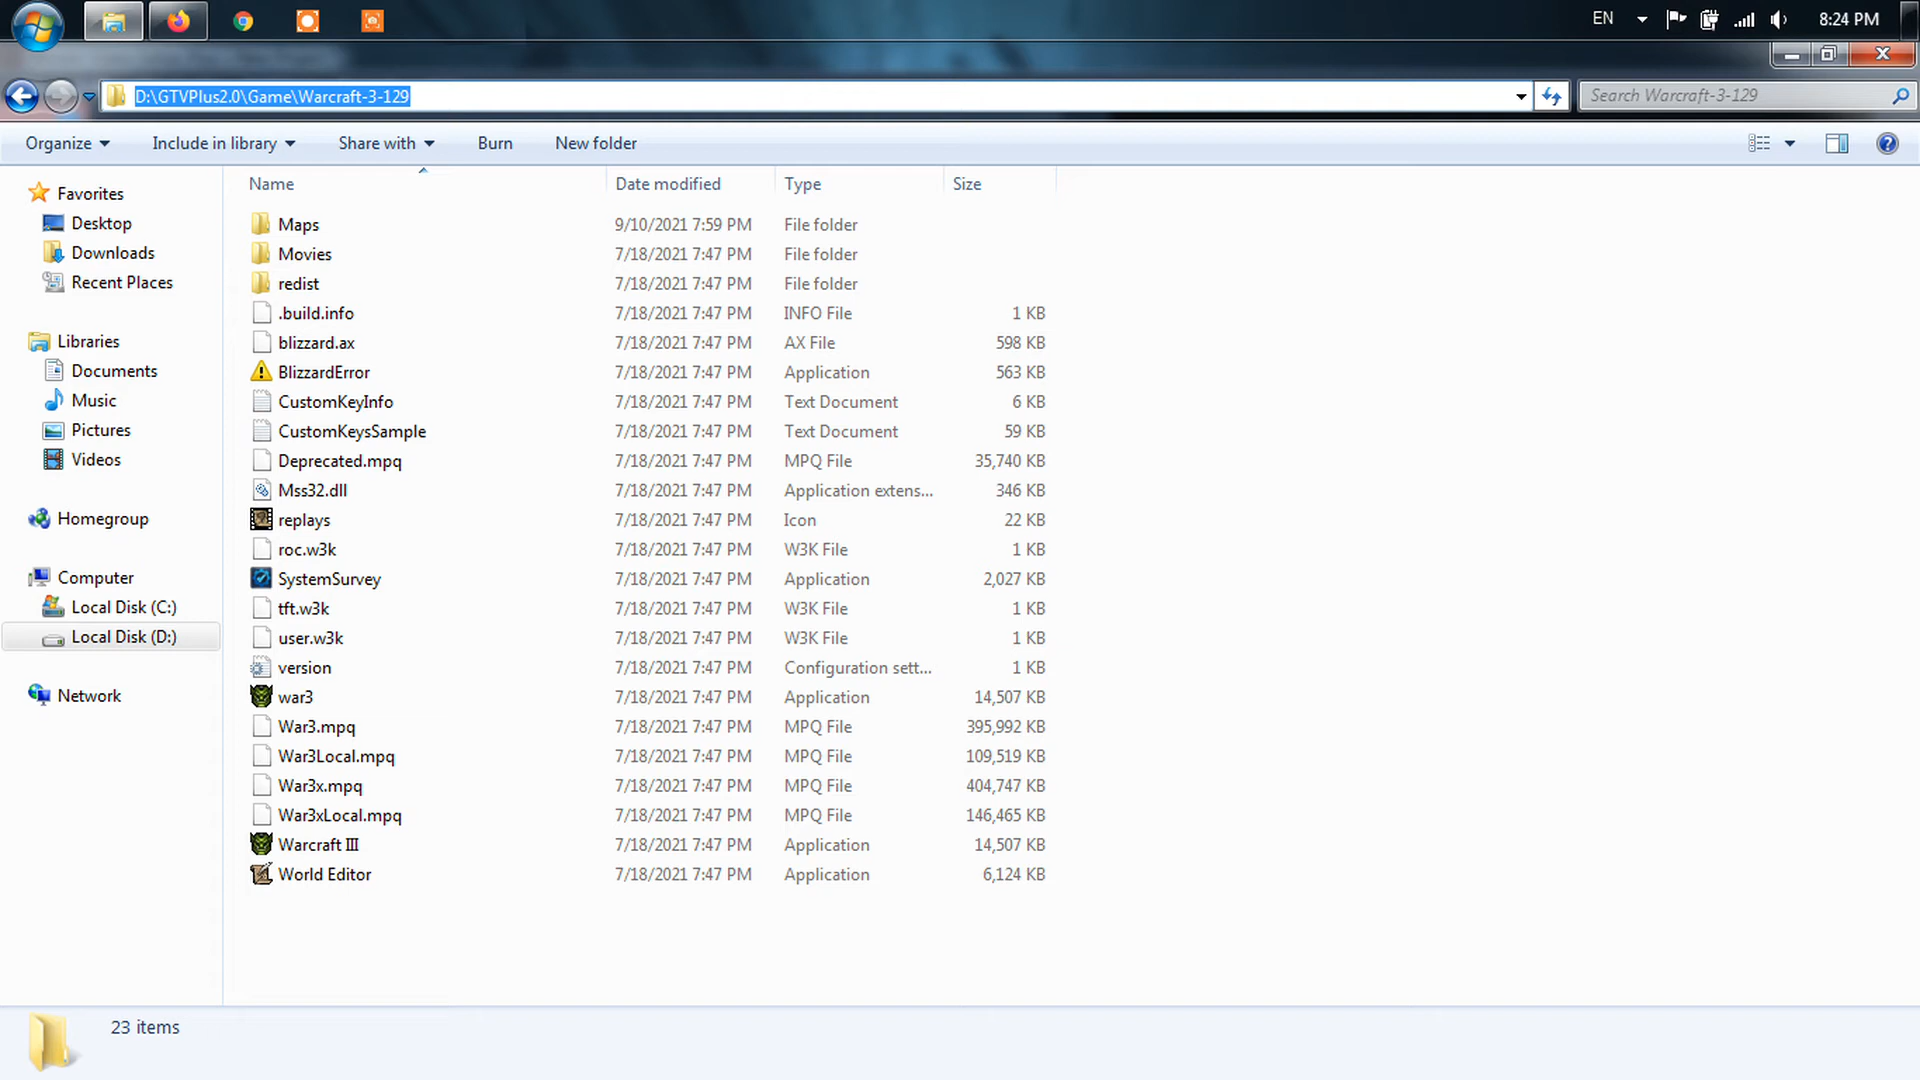 EN 8:24 PM
D:\GTVPlus2.0\Game\Warcraft-3-129 Search Warcraft-3-129
Organize Include in library Share with Burn New folder
Name Date modified Type Size
Favorites
Desktop
Downloads
Recent Places
Libraries
Documents
Music
Pictures
Videos
Homegroup
Computer
Local Disk (C:)
Local Disk (D:)
Network
Maps 9/10/2021 7:59 PM File folder
Movies 7/18/2021 7:47 PM File folder
redist 7/18/2021 7:47 PM File folder
.build.info 7/18/2021 7:47 PM INFO File 1 KB
blizzard.ax 7/18/2021 7:47 PM AX File 598 KB
BlizzardError 7/18/2021 7:47 PM Application 563 KB
CustomKeyInfo 7/18/2021 7:47 PM Text Document 6 KB
CustomKeysSample 7/18/2021 7:47 PM Text Document 59 KB
Deprecated.mpq 7/18/2021 7:47 PM MPQ File 35,740 KB
Mss32.dll 7/18/2021 7:47 PM Application extens... 346 KB
replays 7/18/2021 7:47 PM Icon 22 KB
roc.w3k 7/18/2021 7:47 PM W3K File 1 KB
SystemSurvey 7/18/2021 7:47 PM Application 2,027 KB
tft.w3k 7/18/2021 7:47 PM W3K File 1 KB
user.w3k 7/18/2021 7:47 PM W3K File 1 KB
version 7/18/2021 7:47 PM Configuration sett... 1 KB
war3 7/18/2021 7:47 PM Application 14,507 KB
War3.mpq 7/18/2021 7:47 PM MPQ File 395,992 KB
War3Local.mpq 7/18/2021 7:47 PM MPQ File 109,519 KB
War3x.mpq 7/18/2021 7:47 PM MPQ File 404,747 KB
War3xLocal.mpq 7/18/2021 7:47 PM MPQ File 146,465 KB
Warcraft III 7/18/2021 7:47 PM Application 14,507 KB
World Editor 7/18/2021 7:47 PM Application 6,124 KB
23 items